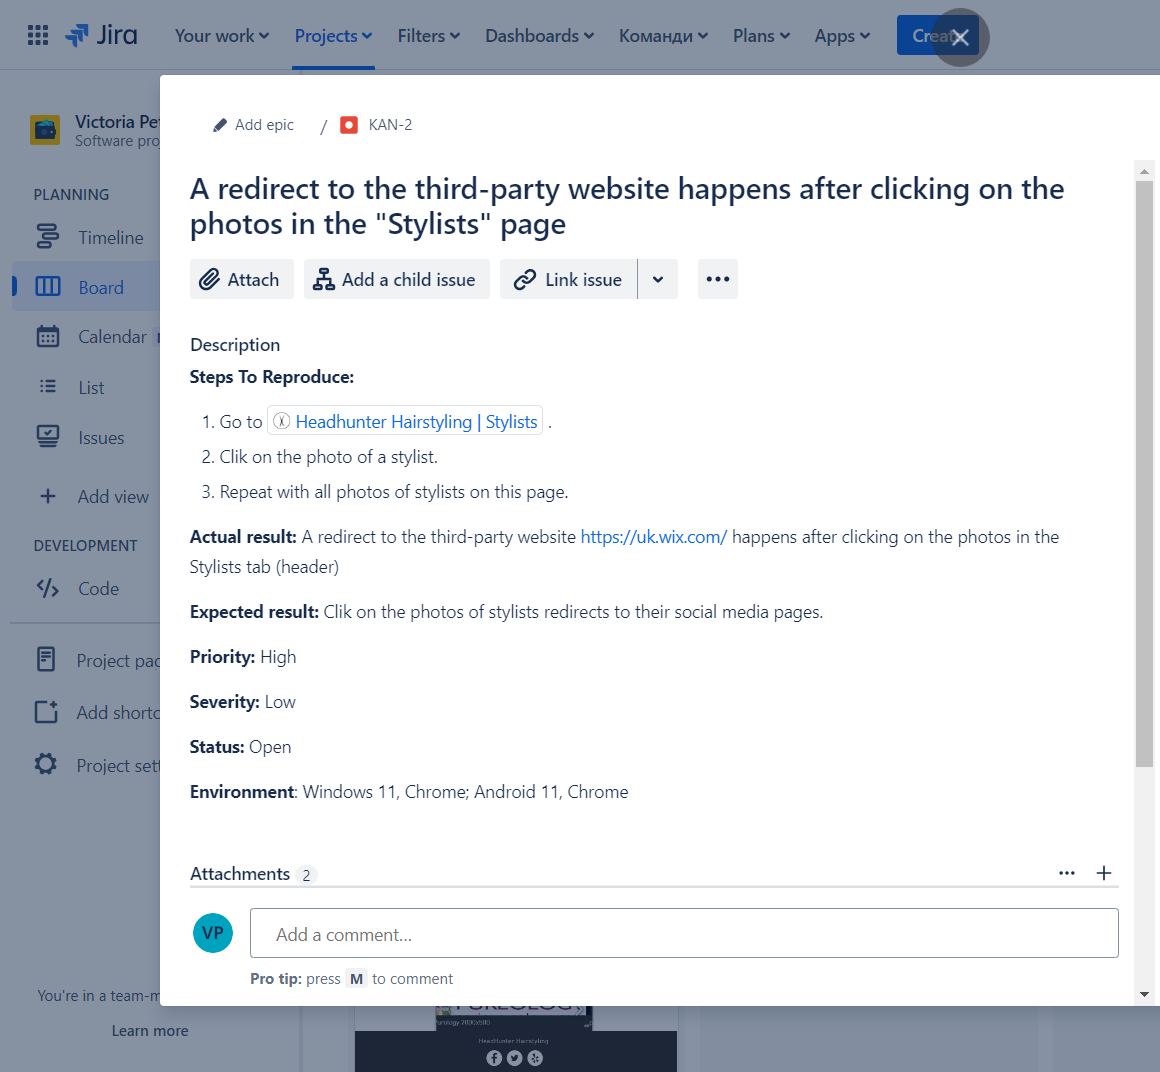 Jira
Your work
Projects
Filters
Dashboards
Команди
Plans
Apps
Create
Victoria Pe
Software proj
PLANNING
Timeline
Board
Calendar
List
Issues
Add view
DEVELOPMENT
Code
Project pag
Add shortc
Project sett
You're in a team-m
Learn more
Add epic
/
KAN-2
A redirect to the third-party website happens after clicking on the
photos in the "Stylists" page
Attach
Add a child issue
Link issue
Description
Steps To Reproduce:
1. Go to Headhunter Hairstyling | Stylists .
2. Clik on the photo of a stylist.
3. Repeat with all photos of stylists on this page.
Actual result: A redirect to the third-party website https://uk.wix.com/ happens after clicking on the photos in the
Stylists tab (header)
Expected result: Clik on the photos of stylists redirects to their social media pages.
Priority: High
Severity: Low
Status: Open
Environment: Windows 11, Chrome; Android 11, Chrome
Attachments 2
VP
Add a comment...
Pro tip: press M to comment
PUREOLOGY
HeadHunter Hairstyling